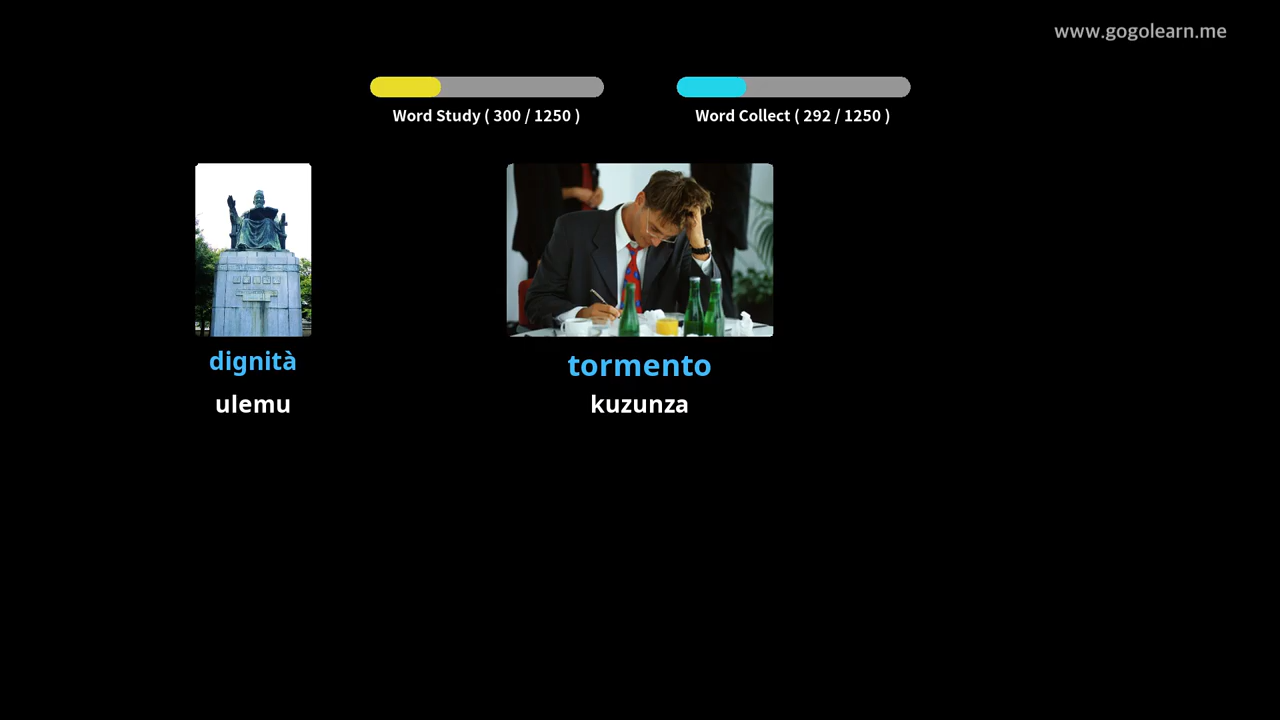 www.gogolearn.me
Word Study ( 300 / 1250 )
Word Collect ( 292 / 1250 )
dignità
ulemu
tormento
kuzunza